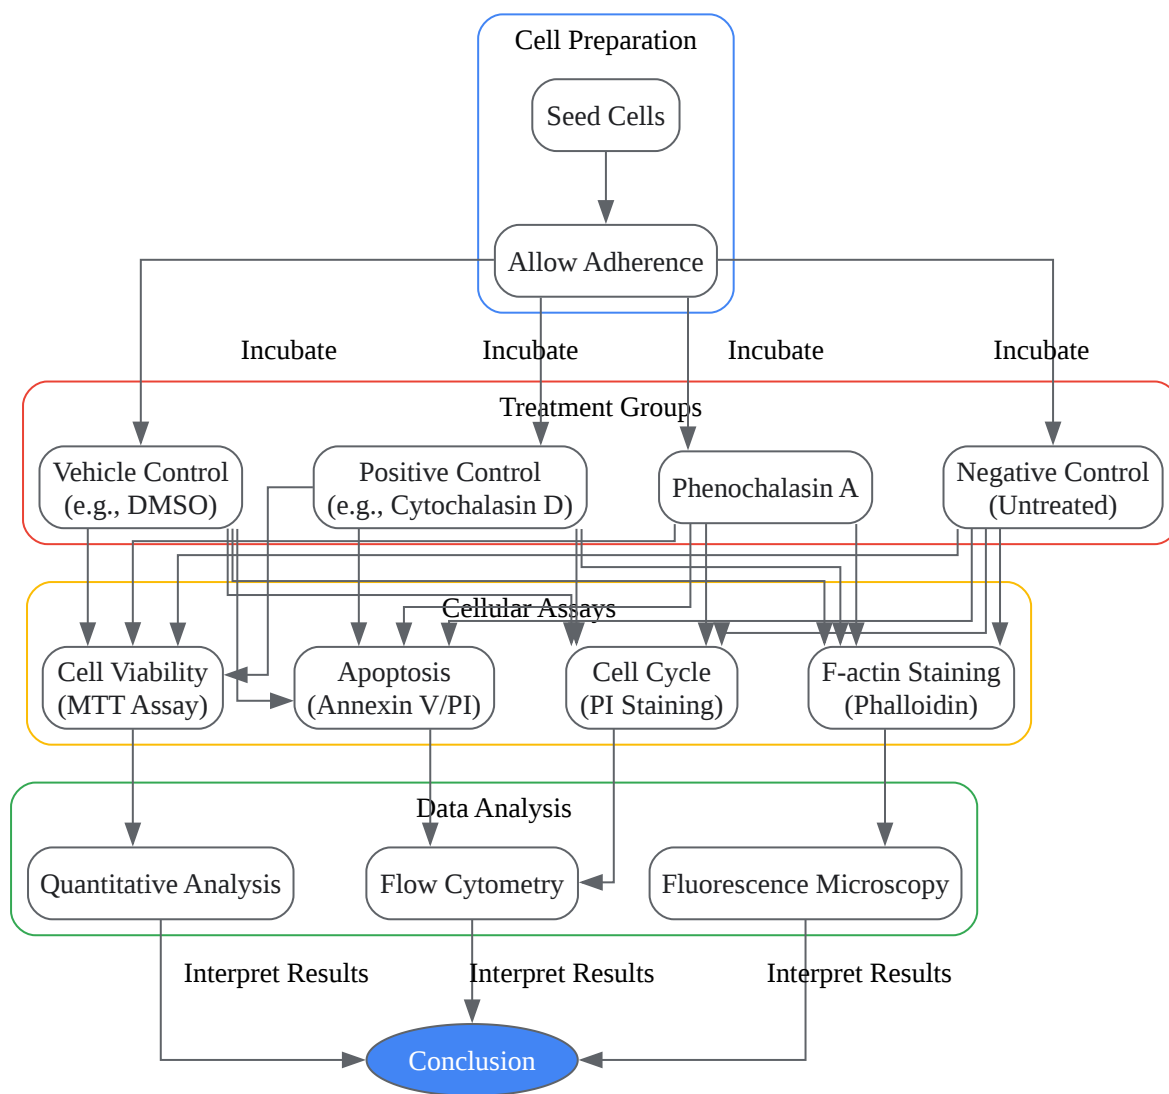 Cell Preparation
Seed Cells
Allow Adherence
Incubate
Incubate
Incubate
Incubate
Treatment Groups
Vehicle Control
(e.g., DMSO)
Positive Control
(e.g., Cytochalasin D)
Phenochalasin A
Negative Control
(Untreated)
Cellular Assays
Cell Viability
(MTT Assay)
Apoptosis
(Annexin V/PI)
Cell Cycle
(PI Staining)
F-actin Staining
(Phalloidin)
Data Analysis
Quantitative Analysis
Flow Cytometry
Fluorescence Microscopy
Interpret Results
Interpret Results
Interpret Results
Conclusion